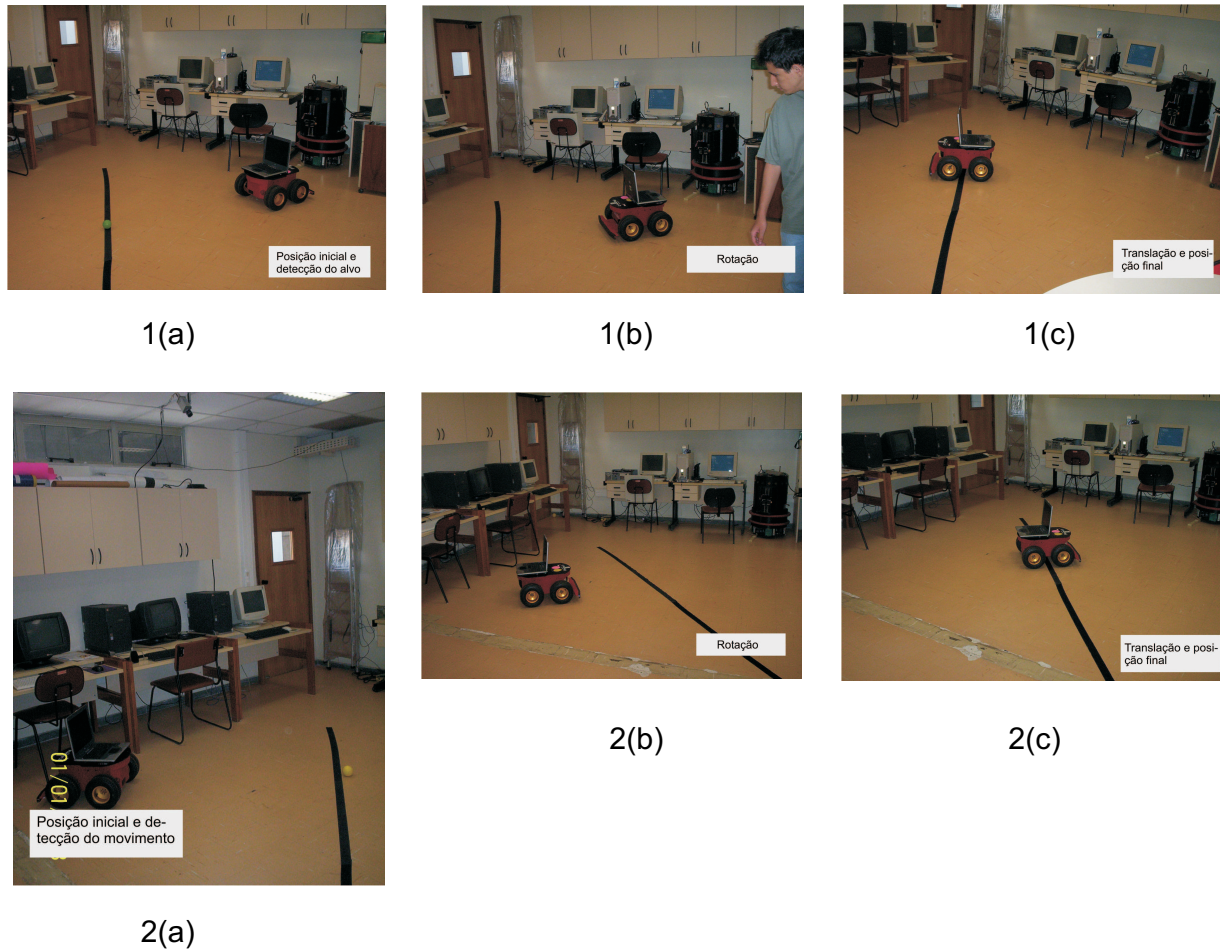 Posição inicial e
detecção do alvo
Rotação
Translação e posi-
ção final
1(a)
1(b)
1(c)
01/01
Posição inicial e de-
tecção do movimento
Rotação
Translação e posi-
ção final
2(b)
2(c)
2(a)